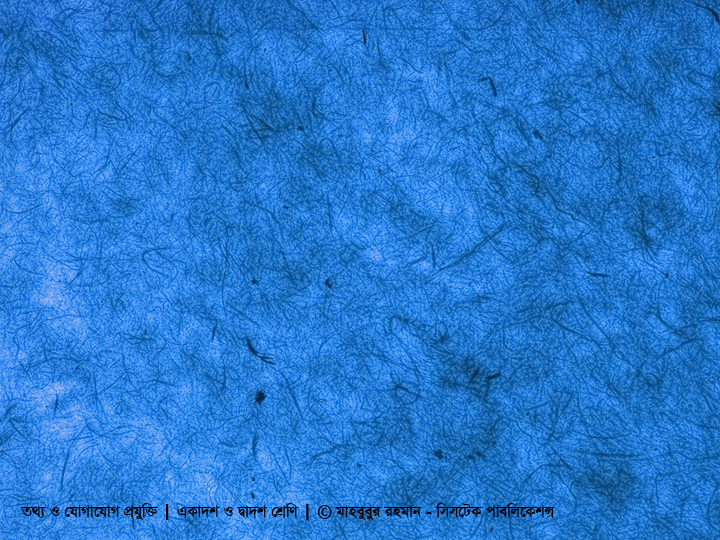 তথ্য ও যোগাযোগ প্রযুক্তি | একাদশ ও দ্বাদশ শ্রেণি | © মাহবুবুর রহমান - সিসটেক পাবলিকেশন্স